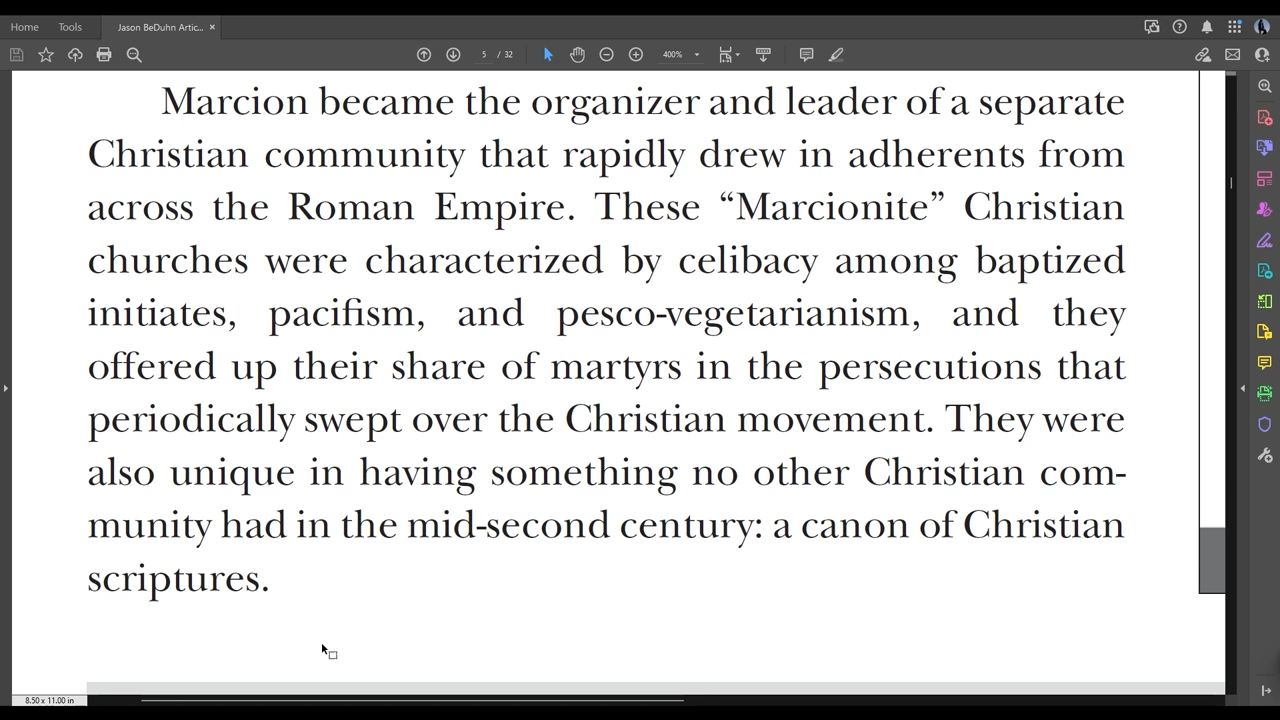 Home Tools Jason BeDuhn Artic... ×
5 / 32 400%
Marcion became the organizer and leader of a separate
Christian community that rapidly drew in adherents from
across the Roman Empire. These “Marcionite” Christian
churches were characterized by celibacy among baptized
initiates, pacifism, and pesco-vegetarianism, and they
offered up their share of martyrs in the persecutions that
periodically swept over the Christian movement. They were
also unique in having something no other Christian com-
munity had in the mid-second century: a canon of Christian
scriptures.
8.50 x 11.00 in